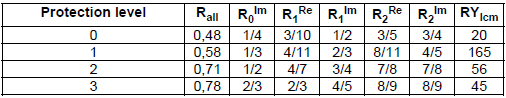 Protection level R_all R_0^Im R_1^Re R_1^Im R_2^Re R_2^Im RY_lcm
0 0,48 1/4 3/10 1/2 3/5 3/4 20
1 0,58 1/3 4/11 2/3 8/11 4/5 165
2 0,71 1/2 4/7 3/4 7/8 7/8 56
3 0,78 2/3 2/3 4/5 8/9 8/9 45